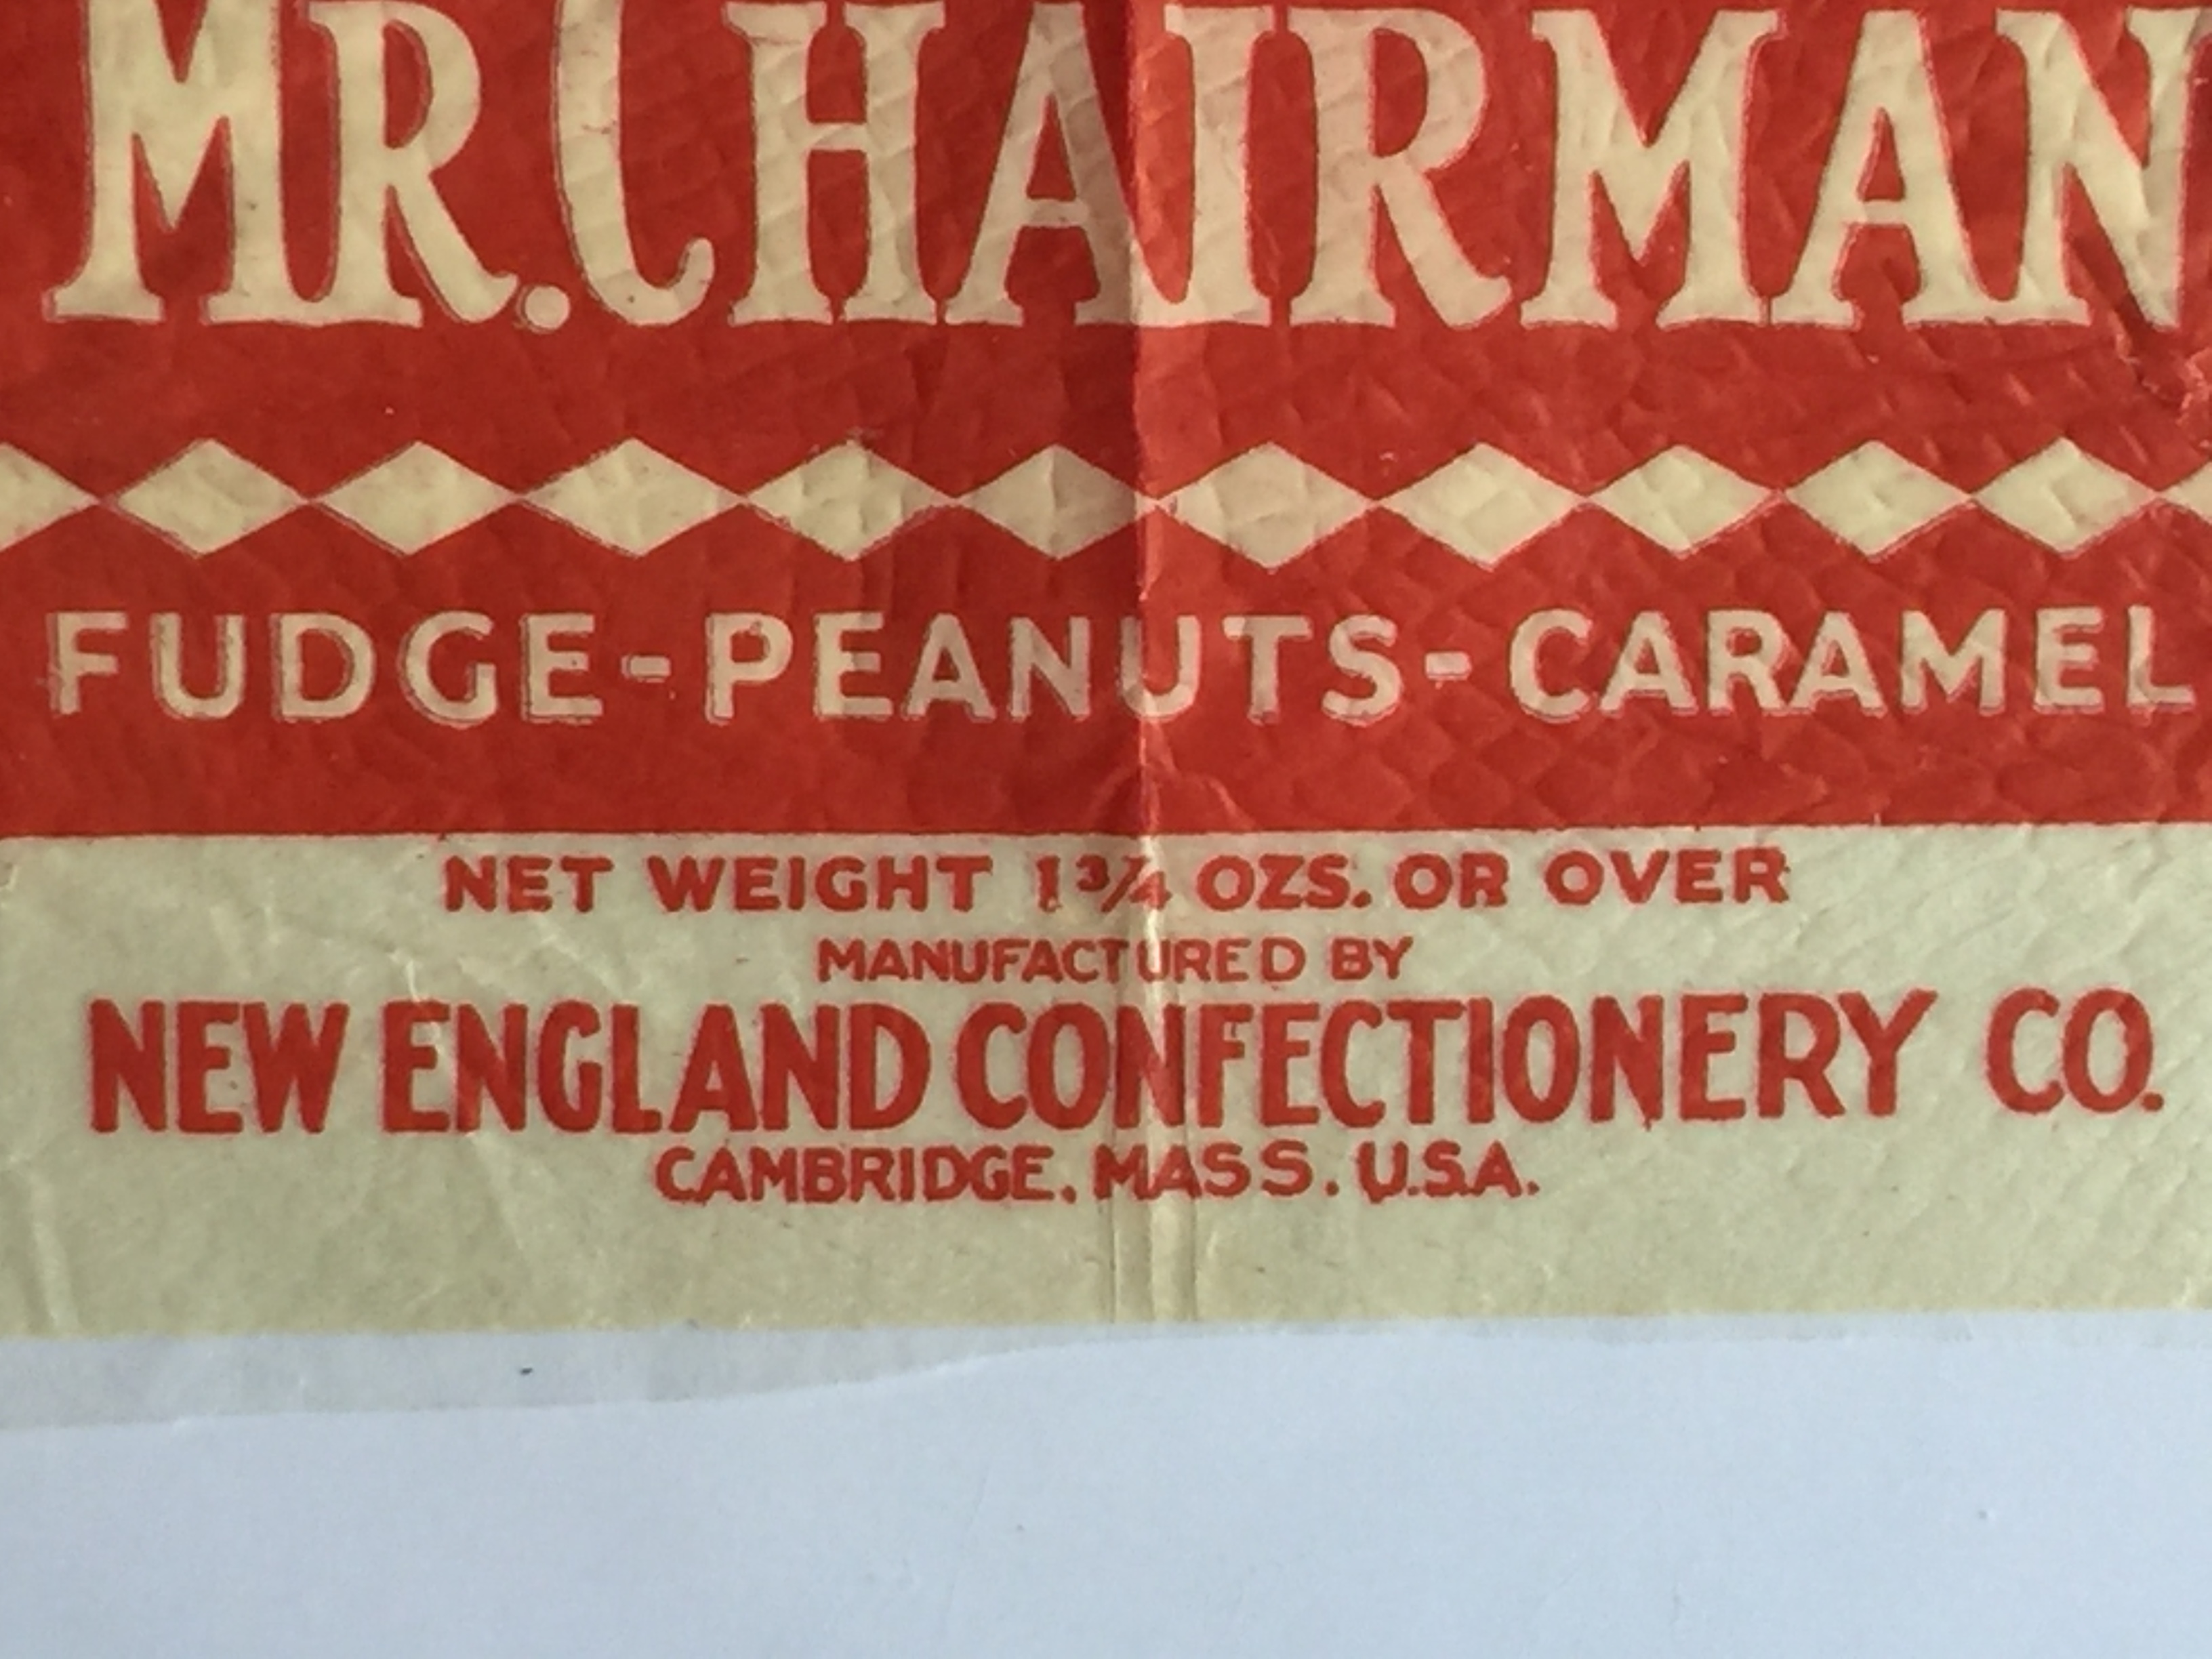 MR. CHAIRMAN
FUDGE-PEANUTS-CARAMEL
NET WEIGHT 1¾ OZS. OR OVER
MANUFACTURED BY
NEW ENGLAND CONFECTIONERY CO.
CAMBRIDGE. MASS. U.S.A.